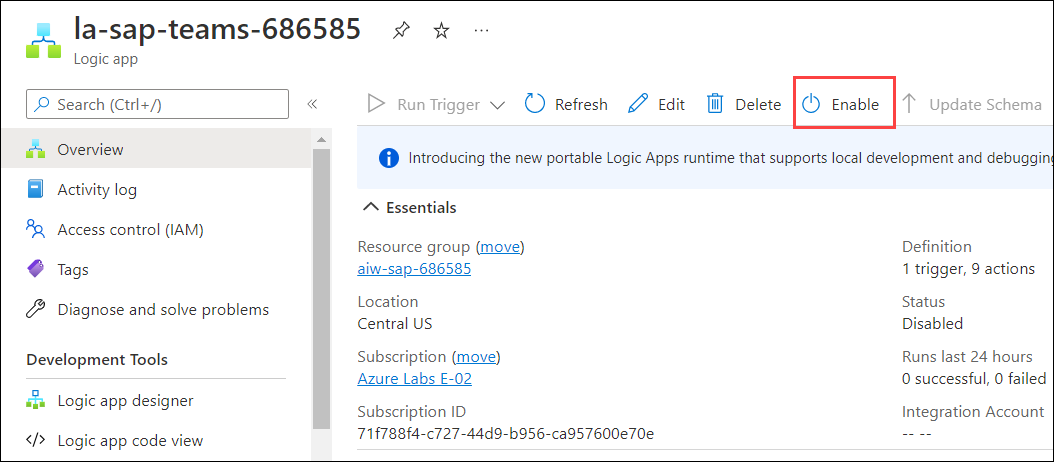 la-sap-teams-686585
Logic app
Search (Ctrl+/)
Overview
Activity log
Access control (IAM)
Tags
Diagnose and solve problems
Development Tools
Logic app designer
Logic app code view
Run Trigger Refresh Edit Delete Enable Update Schema
Introducing the new portable Logic Apps runtime that supports local development and debugging
Essentials
Resource group (move)
aiw-sap-686585
Location
Central US
Subscription (move)
Azure Labs E-02
Subscription ID
71f788f4-c727-44d9-b956-ca957600e70e
Definition
1 trigger, 9 actions
Status
Disabled
Runs last 24 hours
0 successful, 0 failed
Integration Account
-- --